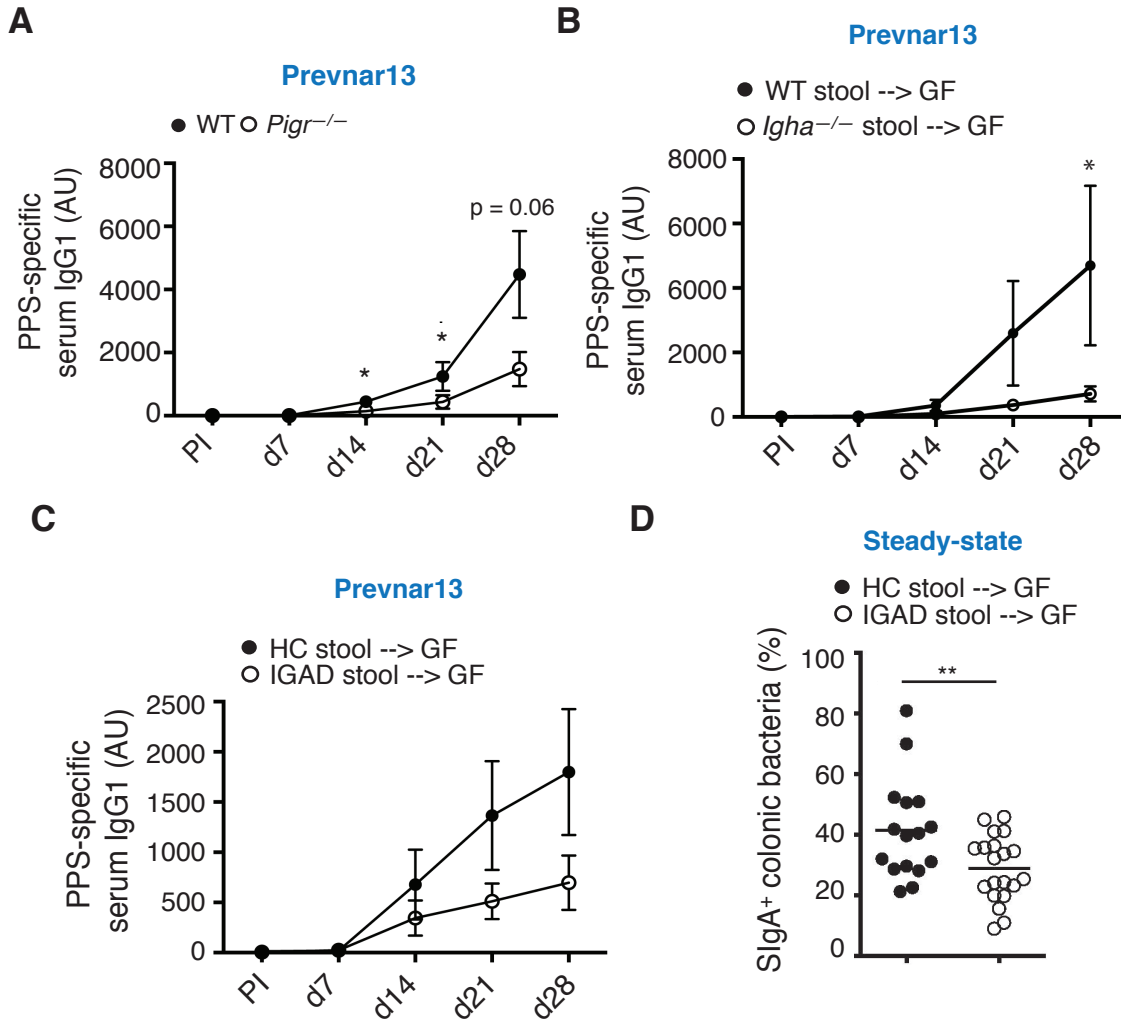 A
Prevnar13
● WT ○ Pigr−/−
PPS-specific
serum IgG1 (AU)
8000
6000
4000
2000
0
*
*
p = 0.06
PI
d7
d14
d21
d28
B
Prevnar13
● WT stool --> GF
○ Igha−/− stool --> GF
PPS-specific
serum IgG1 (AU)
8000
6000
6000
2000
0
*
PI
d7
d14
d21
d28
C
Prevnar13
● HC stool --> GF
○ IGAD stool --> GF
PPS-specific
serum IgG1 (AU)
2500
2000
1500
1000
500
0
PI
d7
d14
d21
d28
D
Steady-state
● HC stool --> GF
○ IGAD stool --> GF
SIgA+ colonic bacteria (%)
100
80
60
40
20
0
**